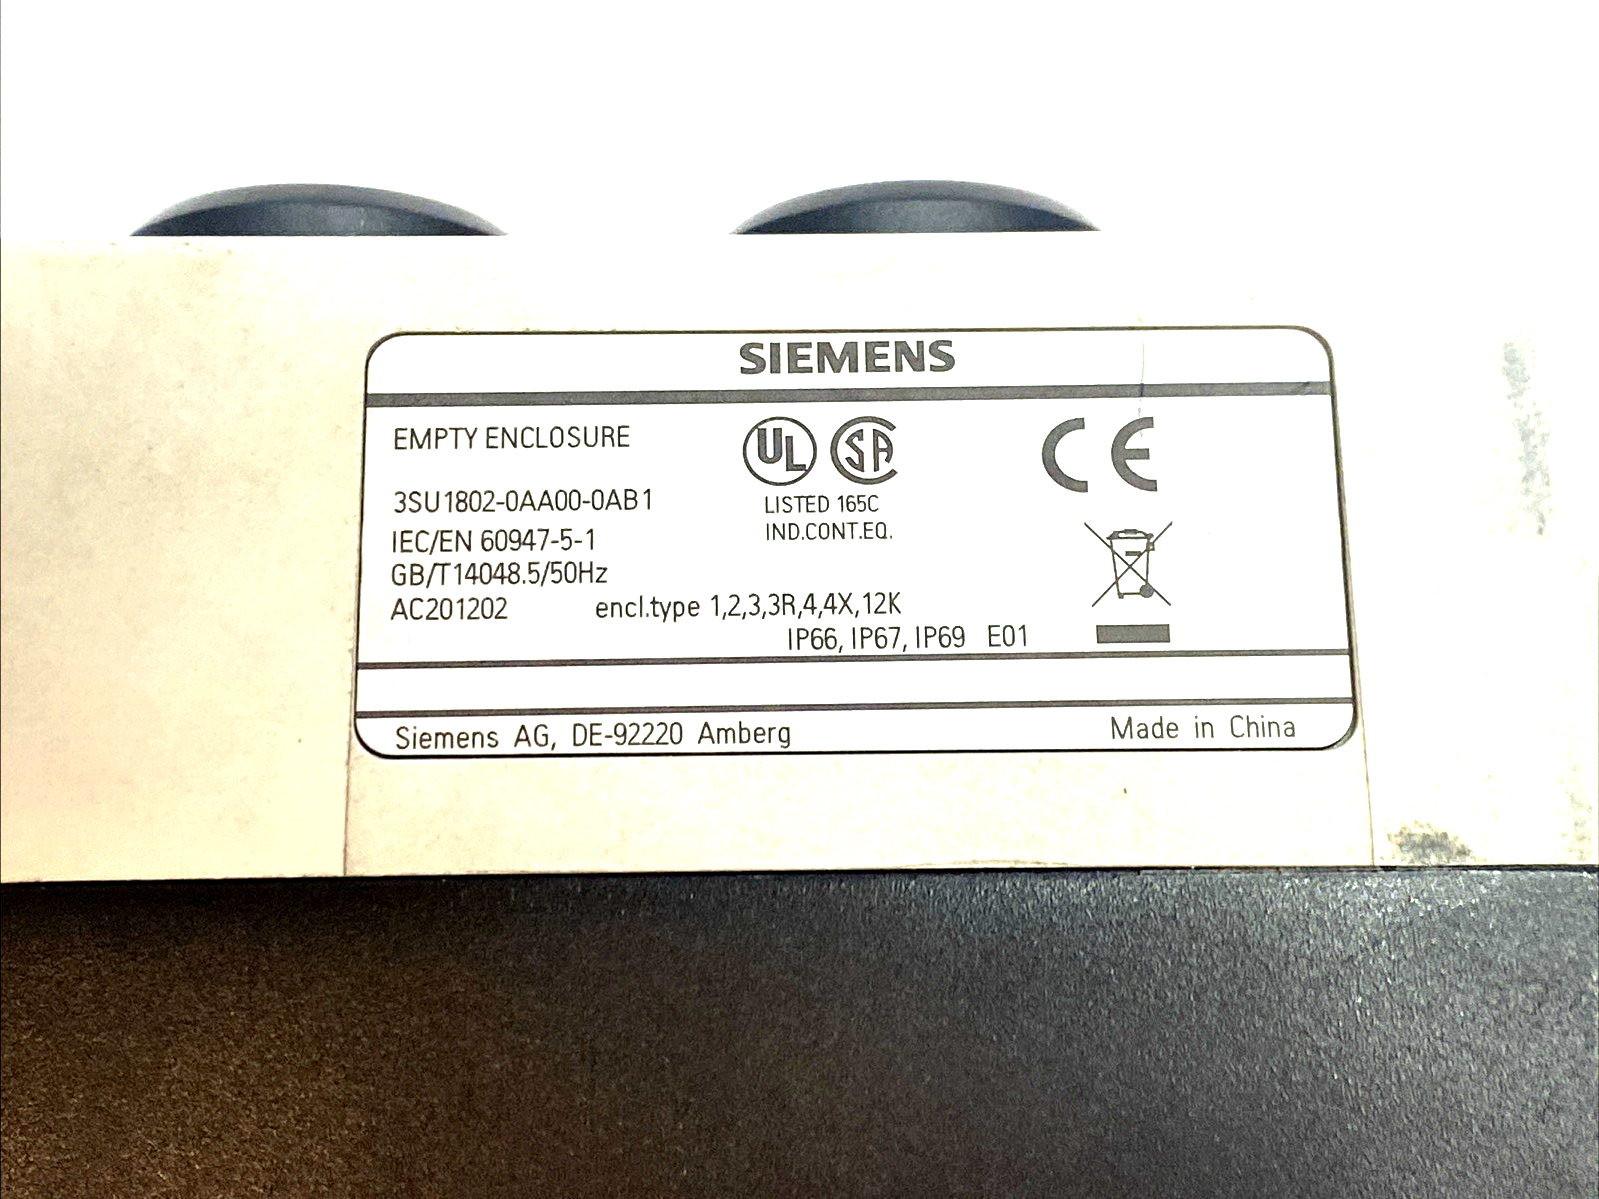 SIEMENS
EMPTY ENCLOSURE
UL SA CE
3SU1802-0AA00-0AB1
LISTED 165C
IND.CONT.EQ.
IEC/EN 60947-5-1
GB/T14048.5/50Hz
AC201202 encl.type 1,2,3,3R,4,4X,12K
IP66, IP67, IP69 E01
Siemens AG, DE-92220 Amberg Made in China